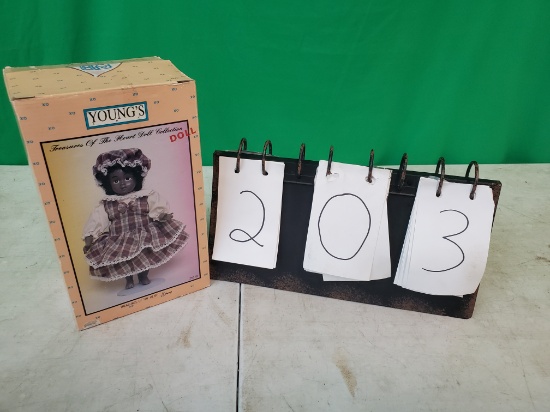 YOUNG'S
Treasures Of The Heart Doll Collection
DOLL
2 0 3